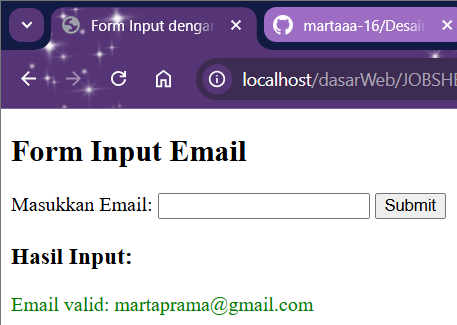 Form Input dengan
martaaa-16/Desain
localhost/dasarWeb/JOBSHE
Form Input Email
Masukkan Email:
Submit
Hasil Input:
Email valid: martaprama@gmail.com